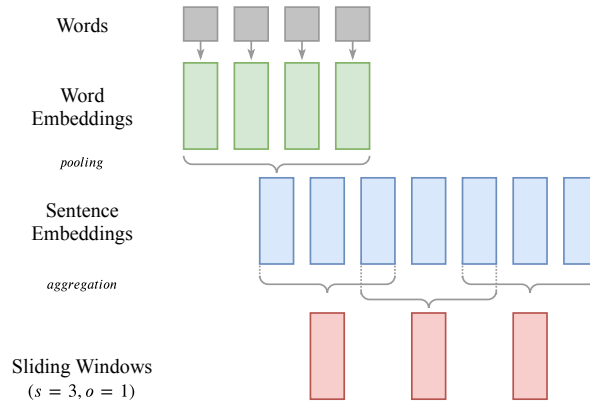 Words
Word
Embeddings
pooling
Sentence
Embeddings
aggregation
Sliding Windows
(s = 3, o = 1)